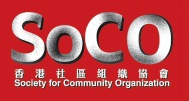 SoCO
香港社區組織協會
Society for Community Organization